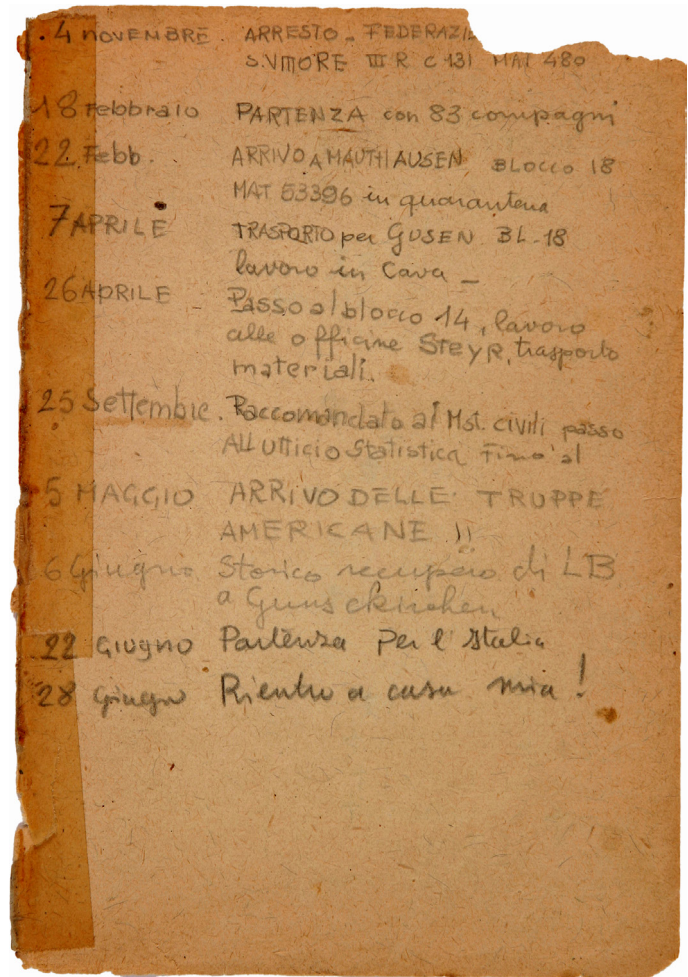 4 NOVEMBRE. ARRESTO - FEDERAZI
S. VITTORE III R C 131 MAT 480
18 Febbraio PARTENZA con 83 compagni
22 Febb. ARRIVO A MAUTHAUSEN BLOCCO 18
MAT 53396 in quarantena
7 APRILE TRASPORTO per GUSEN BL-18
lavoro in Cava -
26 APRILE Passo al blocco 14, lavoro
alle officine Steyr, trasporto
materiali.
25 Settembre. Raccomandato ai Mst. civili passo
All ufficio Statistica Fino al
5 MAGGIO ARRIVO DELLE TRUPPE
AMERICANE !!
6 Giugno Storico recupero di LB
a Gunskirchen
22 GIUGNO Partenza per l'Italia
28 giugno Rientro a casa mia!